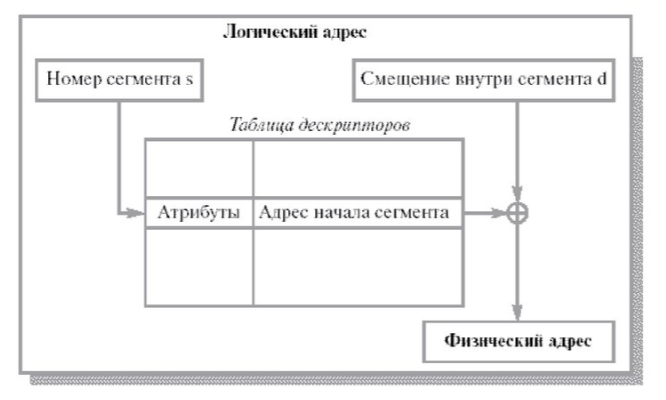 Логический адрес
Номер сегмента s
Смещение внутри сегмента d
Таблица дескрипторов
Атрибуты
Адрес начала сегмента
Физический адрес